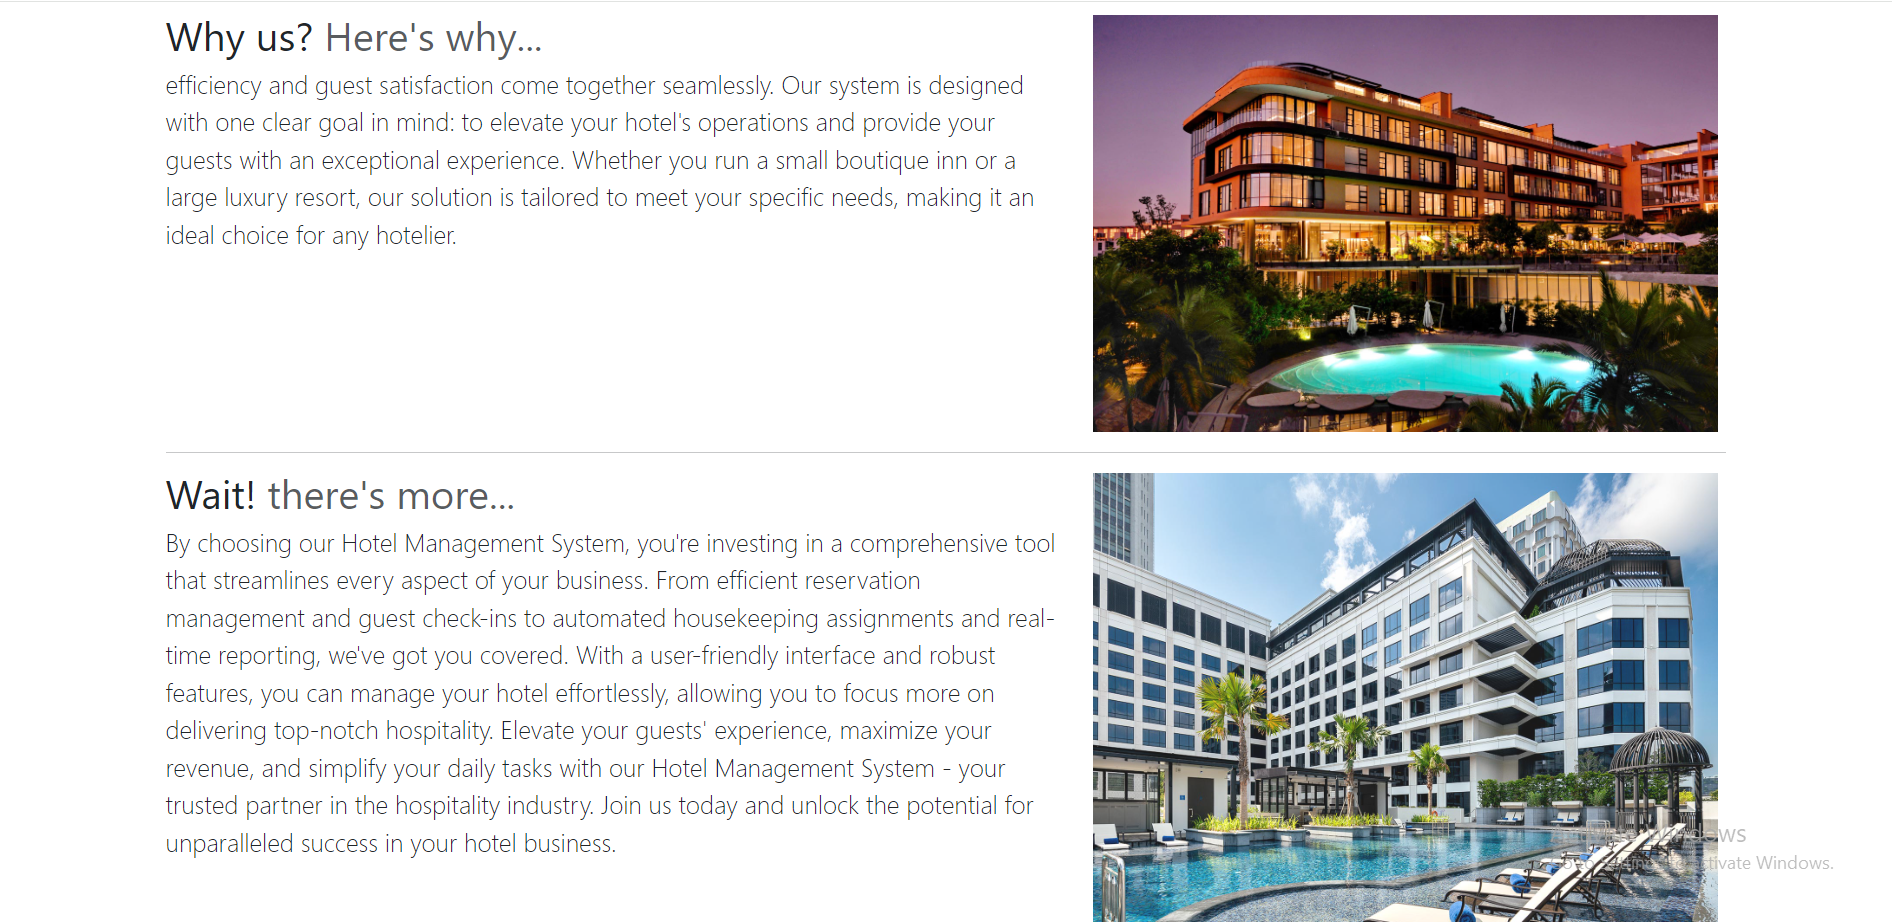 Why us? Here's why...
efficiency and guest satisfaction come together seamlessly. Our system is designed
with one clear goal in mind: to elevate your hotel's operations and provide your
guests with an exceptional experience. Whether you run a small boutique inn or a
large luxury resort, our solution is tailored to meet your specific needs, making it an
ideal choice for any hotelier.
Wait! there's more...
By choosing our Hotel Management System, you're investing in a comprehensive tool
that streamlines every aspect of your business. From efficient reservation
management and guest check-ins to automated housekeeping assignments and real-
time reporting, we've got you covered. With a user-friendly interface and robust
features, you can manage your hotel effortlessly, allowing you to focus more on
delivering top-notch hospitality. Elevate your guests' experience, maximize your
revenue, and simplify your daily tasks with our Hotel Management System - your
trusted partner in the hospitality industry. Join us today and unlock the potential for
unparalleled success in your hotel business.
Windows
activate Windows.